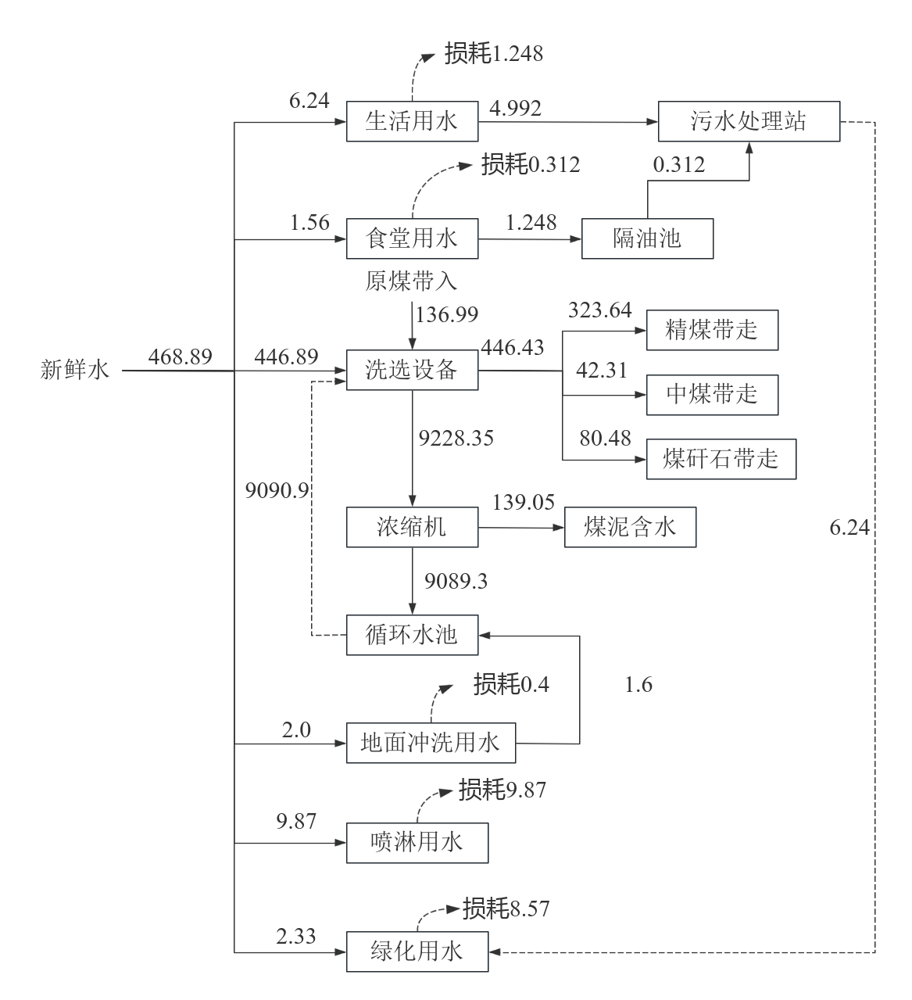 损耗1.248
6.24
生活用水
4.992
污水处理站
损耗0.312
0.312
1.56
食堂用水
1.248
隔油池
原煤带入
136.99
323.64
精煤带走
新鲜水
468.89
446.89
洗选设备
446.43
42.31
中煤带走
9228.35
80.48
煤矸石带走
9090.9
139.05
浓缩机
煤泥含水
6.24
9089.3
循环水池
损耗0.4
1.6
2.0
地面冲洗用水
损耗9.87
9.87
喷淋用水
损耗8.57
2.33
绿化用水